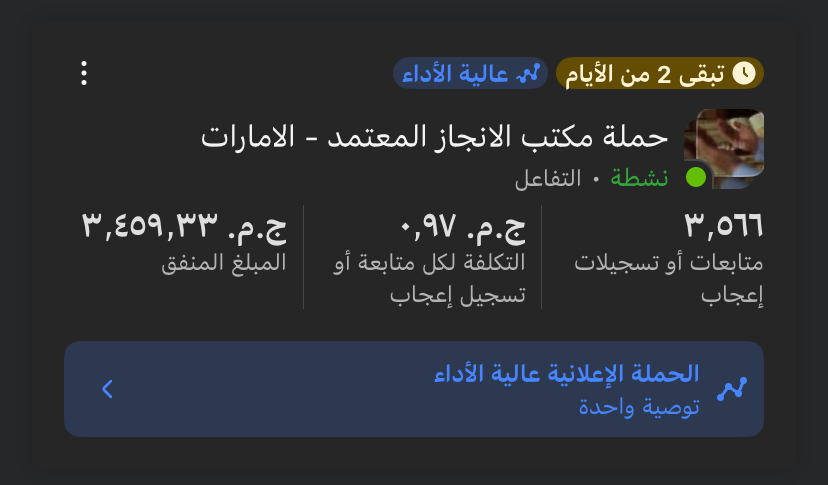 تبقى 2 من الأيام
عالية الأداء
حملة مكتب الانجاز المعتمد - الامارات
نشطة • التفاعل
٣,٥٦٦
متابعات أو تسجيلات
إعجاب
ج.م. ٠,٩٧
التكلفة لكل متابعة أو
تسجيل إعجاب
ج.م. ٣,٤٥٩,٣٣
المبلغ المنفق
الحملة الإعلانية عالية الأداء
توصية واحدة